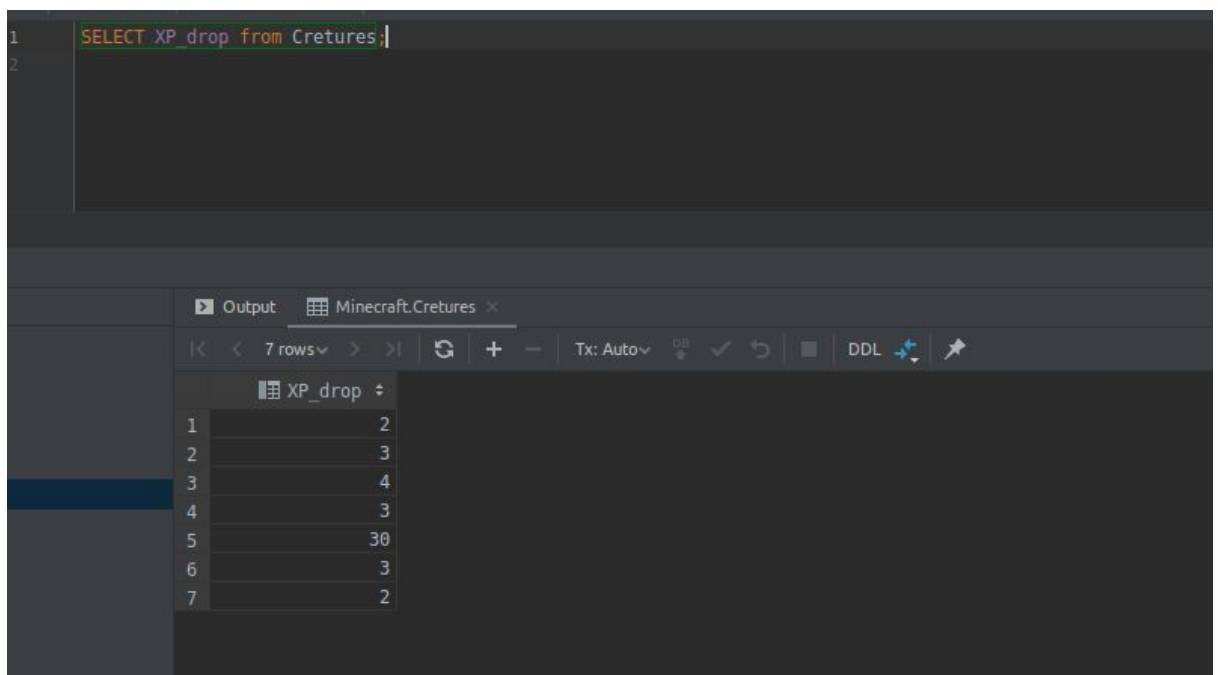 1 SELECT XP_drop from Cretures;
2
Output Minecraft.Cretures
7 rows Tx: Auto DB DDL
XP_drop
1 2
2 3
3 4
4 3
5 30
6 3
7 2